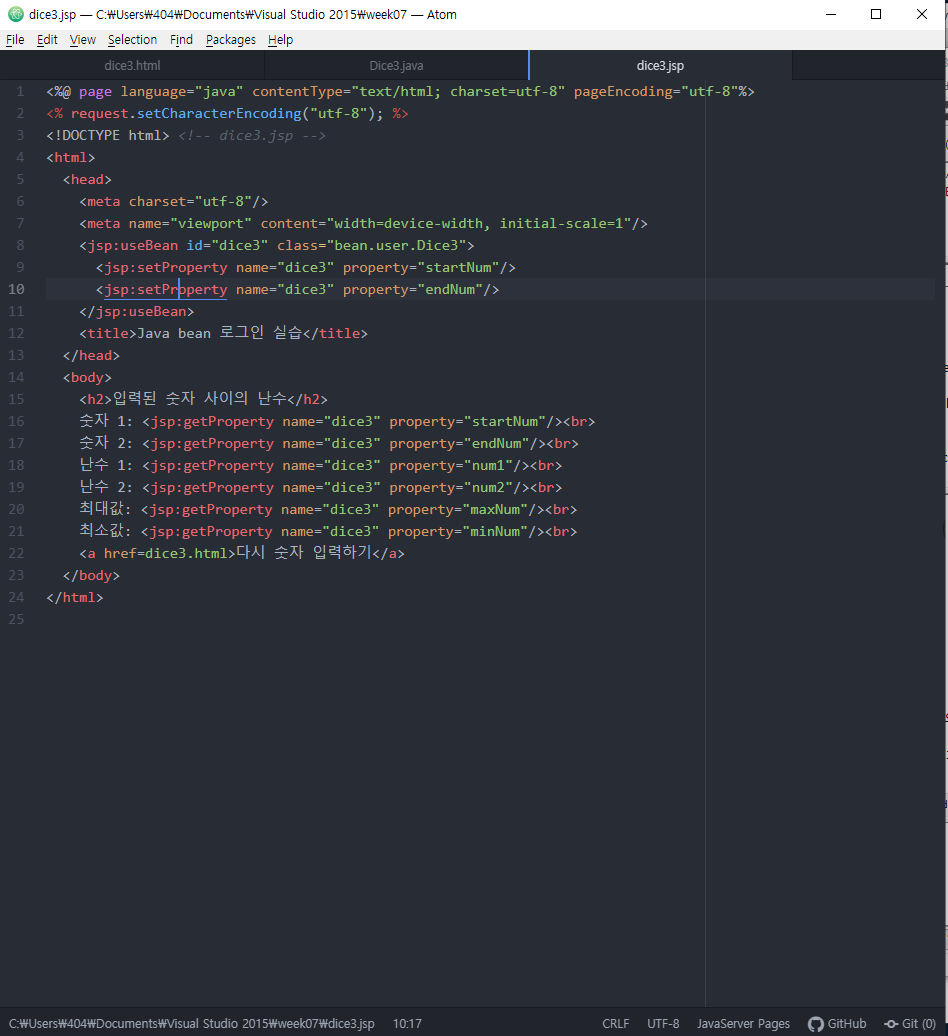 dice3.jsp — C:₩Users₩404₩Documents₩Visual Studio 2015₩week07 — Atom
File Edit View Selection Find Packages Help
dice3.html Dice3.java dice3.jsp
1 <%@ page language="java" contentType="text/html; charset=utf-8" pageEncoding="utf-8"%>
2 <% request.setCharacterEncoding("utf-8"); %>
3 <!DOCTYPE html> <!-- dice3.jsp -->
4 <html>
5 <head>
6 <meta charset="utf-8"/>
7 <meta name="viewport" content="width=device-width, initial-scale=1"/>
8 <jsp:useBean id="dice3" class="bean.user.Dice3">
9 <jsp:setProperty name="dice3" property="startNum"/>
10 <jsp:setProperty name="dice3" property="endNum"/>
11 </jsp:useBean>
12 <title>Java bean 로그인 실습</title>
13 </head>
14 <body>
15 <h2>입력된 숫자 사이의 난수</h2>
16 숫자 1: <jsp:getProperty name="dice3" property="startNum"/><br>
17 숫자 2: <jsp:getProperty name="dice3" property="endNum"/><br>
18 난수 1: <jsp:getProperty name="dice3" property="num1"/><br>
19 난수 2: <jsp:getProperty name="dice3" property="num2"/><br>
20 최대값: <jsp:getProperty name="dice3" property="maxNum"/><br>
21 최소값: <jsp:getProperty name="dice3" property="minNum"/><br>
22 <a href=dice3.html>다시 숫자 입력하기</a>
23 </body>
24 </html>
25
C:₩Users₩404₩Documents₩Visual Studio 2015₩week07₩dice3.jsp 10:17 CRLF UTF-8 JavaServer Pages GitHub Git (0)